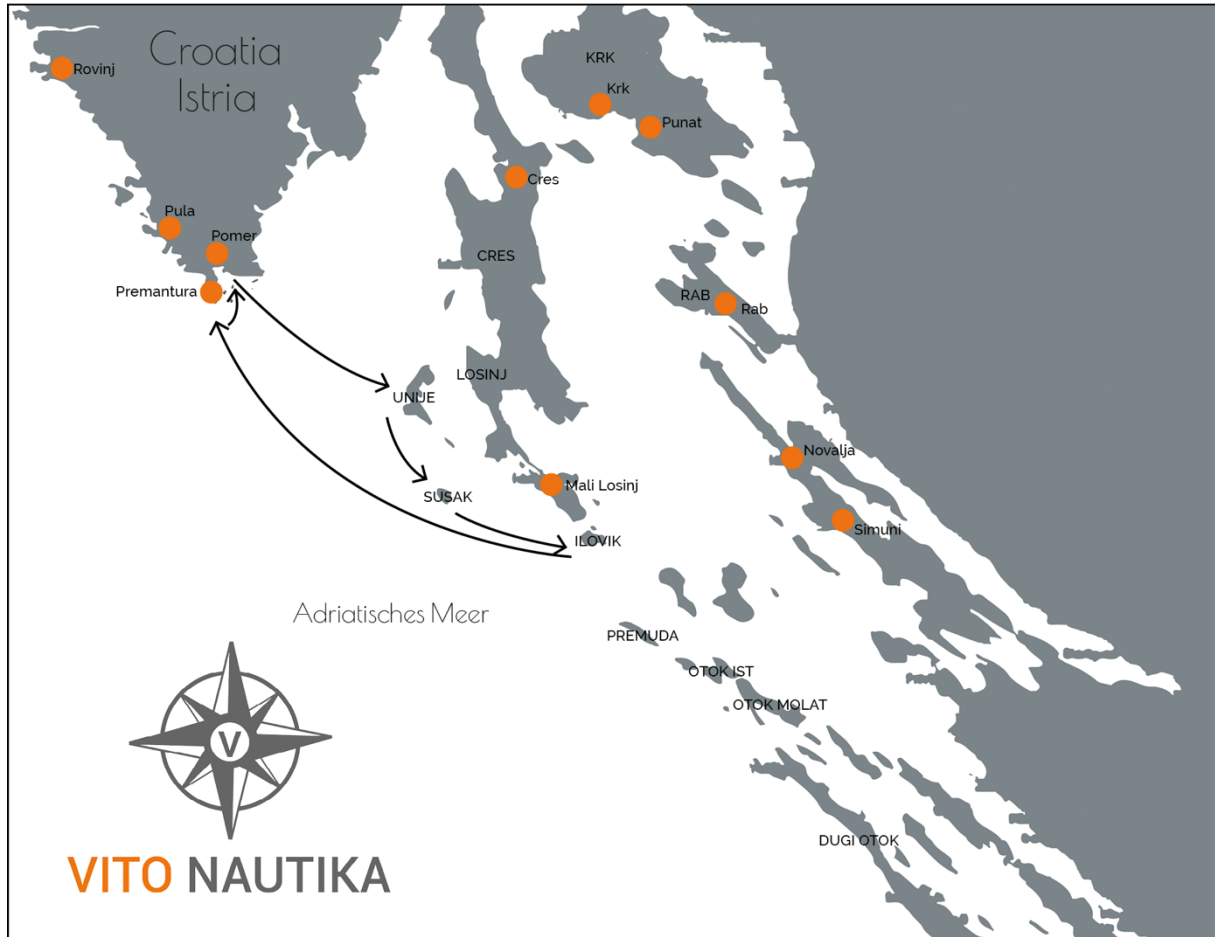 Croatia
Istria
Rovinj
KRK
Krk
Punat
Cres
Pula
Pomer
CRES
Premantura
RAB
Rab
LOSINJ
UNIJE
Novalja
Mali Losinj
SUSAK
Simuni
ILOVIK
Adriatisches Meer
PREMUDA
OTOK IST
OTOK MOLAT
V
DUGI OTOK
VITO NAUTIKA